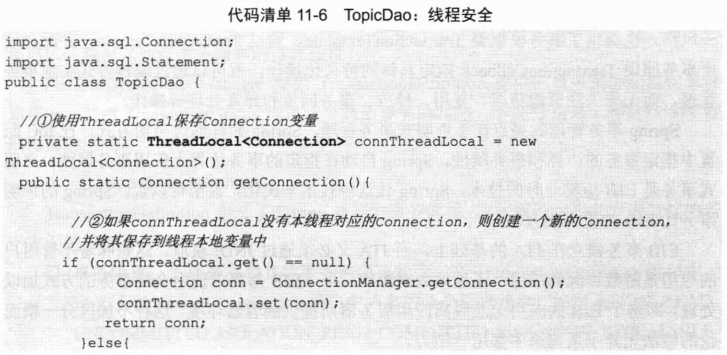 代码清单 11-6 TopicDao：线程安全
import java.sql.Connection;
import java.sql.Statement;
public class TopicDao {
//①使用ThreadLocal保存Connection变量
private static ThreadLocal<Connection> connThreadLocal = new
ThreadLocal<Connection>();
public static Connection getConnection(){
//②如果connThreadLocal没有本线程对应的Connection，则创建一个新的Connection，
//并将其保存到线程本地变量中
if (connThreadLocal.get() == null) {
Connection conn = ConnectionManager.getConnection();
connThreadLocal.set(conn);
return conn;
}else{